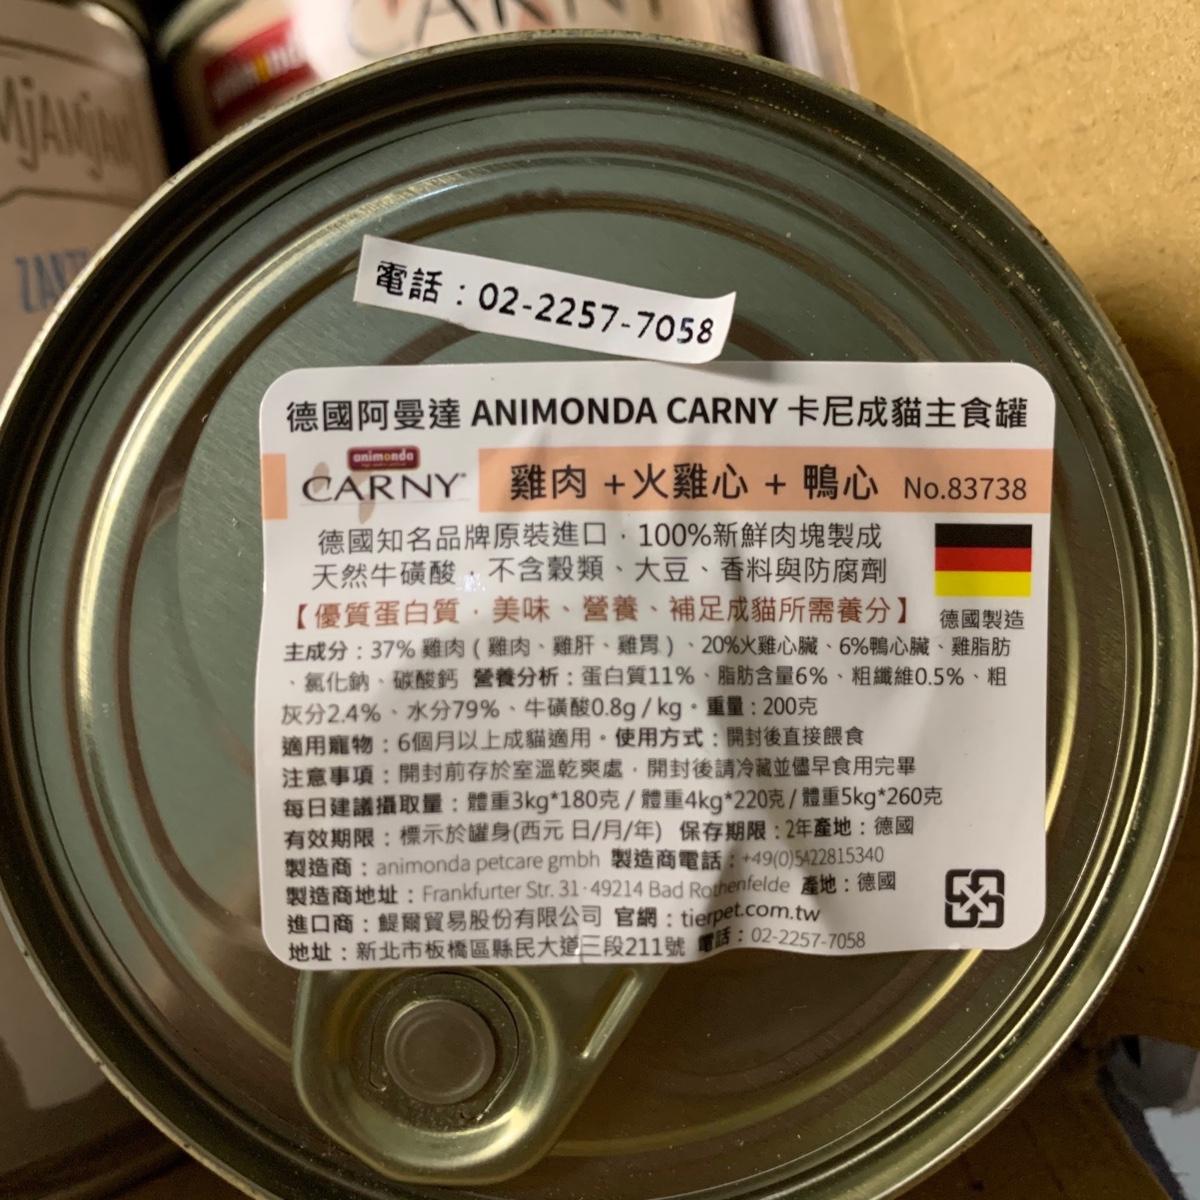 CARNY
animonda
MjAMjAM
電話：02-2257-7058
德國阿曼達 ANIMONDA CARNY 卡尼成貓主食罐
animonda
CARNY
雞肉 +火雞心 + 鴨心 No.83738
德國知名品牌原裝進口．100%新鮮肉塊製成
天然牛磺酸．不含穀類、大豆、香料與防腐劑
【優質蛋白質．美味、營養、補足成貓所需養分】
德國製造
主成分：37% 雞肉 ( 雞肉、雞肝、雞胃 ) 、20%火雞心臟、6%鴨心臟、雞脂肪
、氯化鈉、碳酸鈣 營養分析：蛋白質11%、脂肪含量6%、粗纖維0.5%、粗
灰分2.4%、水分79%、牛磺酸0.8g / kg。重量：200克
適用寵物：6個月以上成貓適用。使用方式：開封後直接餵食
注意事項：開封前存於室溫乾爽處，開封後請冷藏並儘早食用完畢
每日建議攝取量：體重3kg*180克 / 體重4kg*220克 / 體重5kg*260克
有效期限：標示於罐身(西元 日/月/年) 保存期限：2年產地：德國
製造商：animonda petcare gmbh 製造商電話：+49(0)5422815340
製造商地址：Frankfurter Str. 31·49214 Bad Rothenfelde 產地：德國
進口商：鯷爾貿易股份有限公司 官網：tierpet.com.tw
地址：新北市板橋區縣民大道三段211號 電話：02-2257-7058